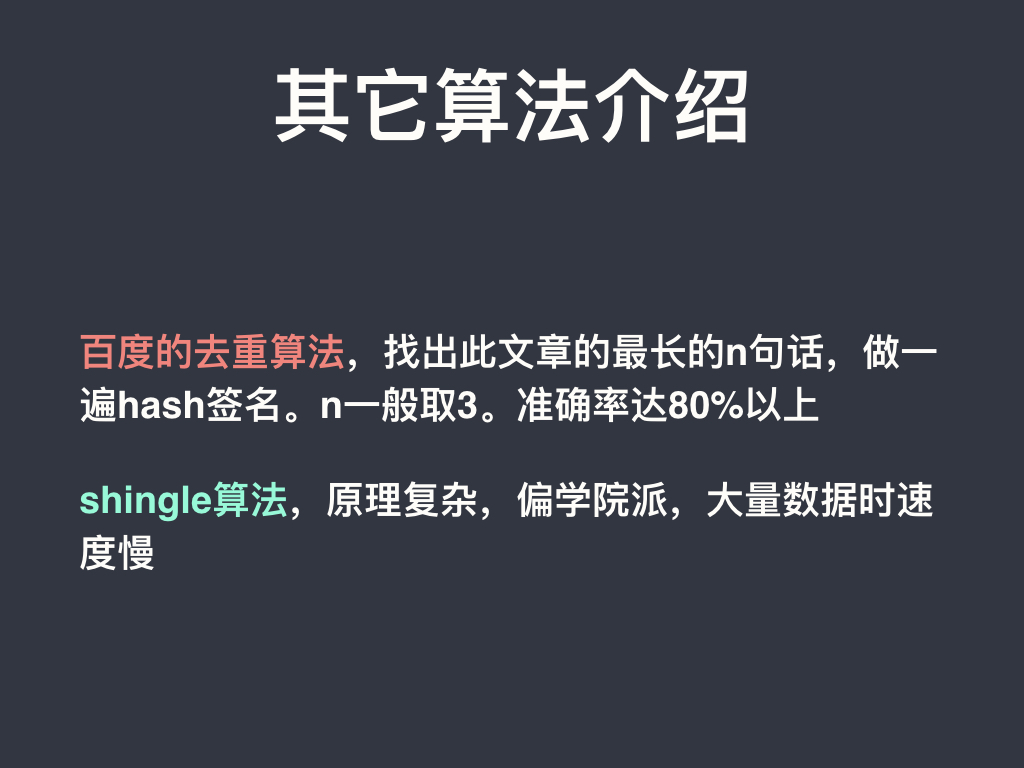 其它算法介绍
百度的去重算法，找出此文章的最长的n句话，做一
遍hash签名。n一般取3。准确率达80%以上
shingle算法，原理复杂，偏学院派，大量数据时速
度慢